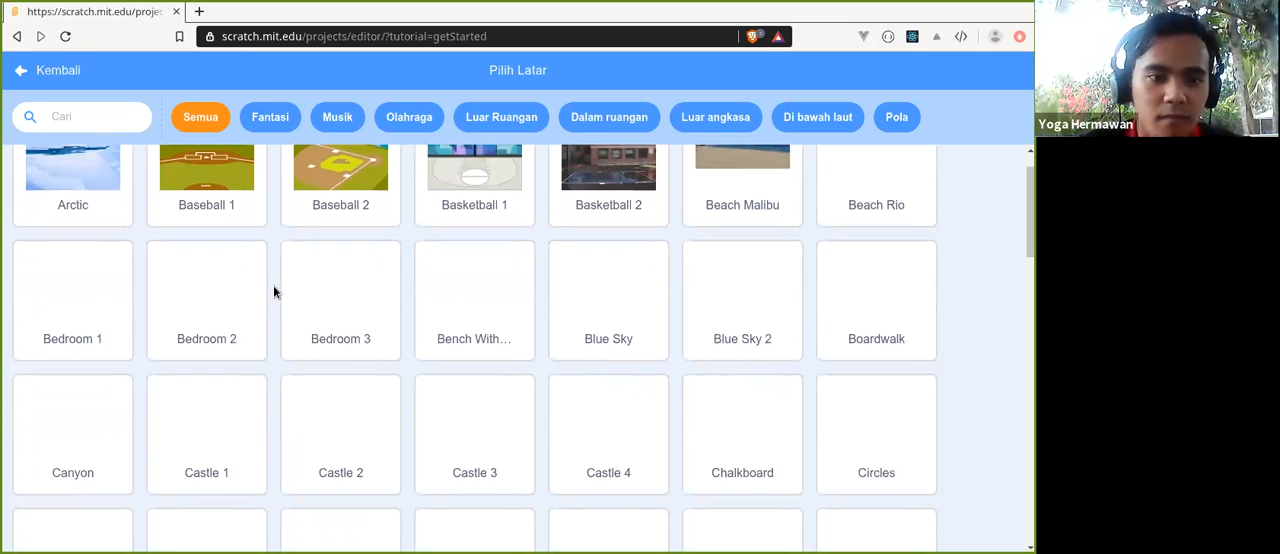 https://scratch.mit.edu/projec
scratch.mit.edu/projects/editor/?tutorial=getStarted
Kembali
Pilih Latar
Cari
Semua
Fantasi
Musik
Olahraga
Luar Ruangan
Dalam ruangan
Luar angkasa
Di bawah laut
Pola
Yoga Hermawan
Arctic
Baseball 1
Baseball 2
Basketball 1
Basketball 2
Beach Malibu
Beach Rio
Bedroom 1
Bedroom 2
Bedroom 3
Bench With...
Blue Sky
Blue Sky 2
Boardwalk
Canyon
Castle 1
Castle 2
Castle 3
Castle 4
Chalkboard
Circles